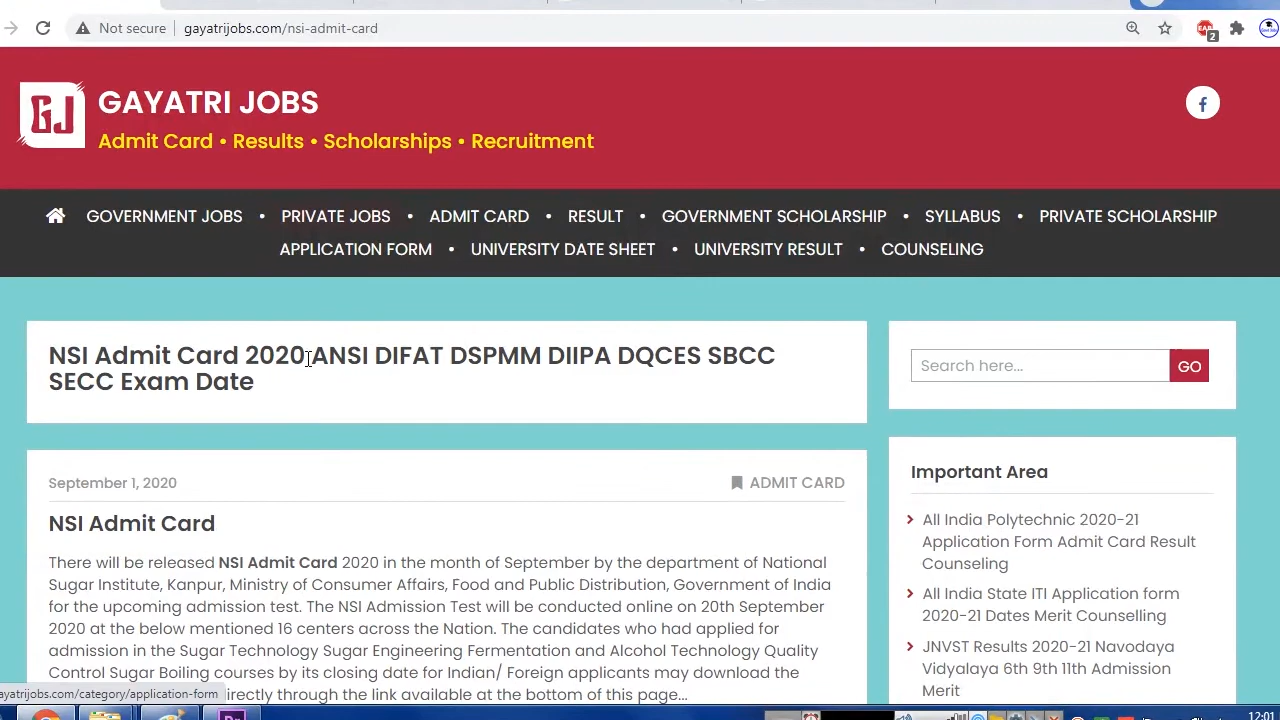 Not secure gayatrijobs.com/nsi-admit-card
2
GJ
GAYATRI JOBS
Admit Card • Results • Scholarships • Recruitment
GOVERNMENT JOBS • PRIVATE JOBS • ADMIT CARD • RESULT • GOVERNMENT SCHOLARSHIP • SYLLABUS • PRIVATE SCHOLARSHIP
APPLICATION FORM • UNIVERSITY DATE SHEET • UNIVERSITY RESULT • COUNSELING
NSI Admit Card 2020 ANSI DIFAT DSPMM DIIPA DQCES SBCC
SECC Exam Date
Search here...
GO
September 1, 2020
ADMIT CARD
NSI Admit Card
There will be released NSI Admit Card 2020 in the month of September by the department of National
Sugar Institute, Kanpur, Ministry of Consumer Affairs, Food and Public Distribution, Government of India
for the upcoming admission test. The NSI Admission Test will be conducted online on 20th September
2020 at the below mentioned 16 centers across the Nation. The candidates who had applied for
admission in the Sugar Technology Sugar Engineering Fermentation and Alcohol Technology Quality
Control Sugar Boiling courses by its closing date for Indian/ Foreign applicants may download the
directly through the link available at the bottom of this page...
Important Area
All India Polytechnic 2020-21
Application Form Admit Card Result
Counseling
All India State ITI Application form
2020-21 Dates Merit Counselling
JNVST Results 2020-21 Navodaya
Vidyalaya 6th 9th 11th Admission
Merit
ayatrijobs.com/category/application-form
12:01